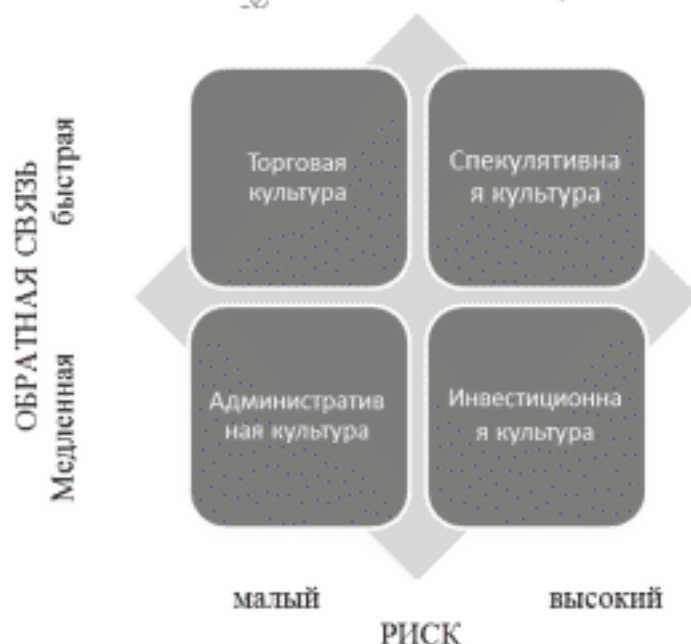 ОБРАТНАЯ СВЯЗЬ
быстрая
Медленная
Торговая
культура
Спекулятивна
я культура
Административ
ная культура
Инвестиционна
я культура
малый
высокий
РИСК